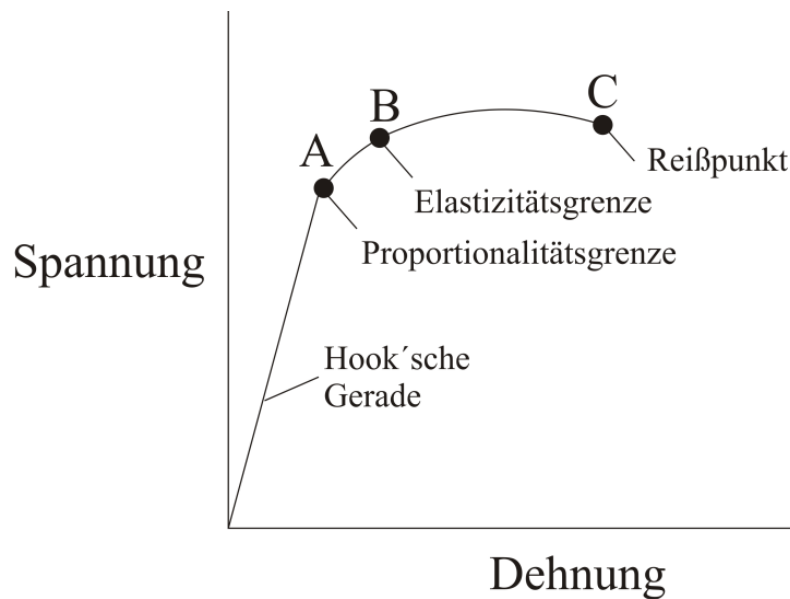 C
B
A
Reißpunkt
Elastizitätsgrenze
Proportionalitätsgrenze
Spannung
Hook´sche
Gerade
Dehnung